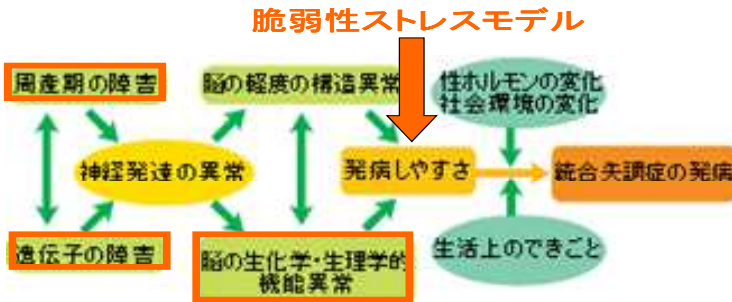 脆弱性ストレスモデル
周産期の障害
脳の軽度の構造異常
性ホルモンの変化
社会環境の変化
神経発達の異常
発病しやすさ
統合失調症の発病
遺伝子の障害
脳の生化学・生理学的
機能異常
生活上のできごと